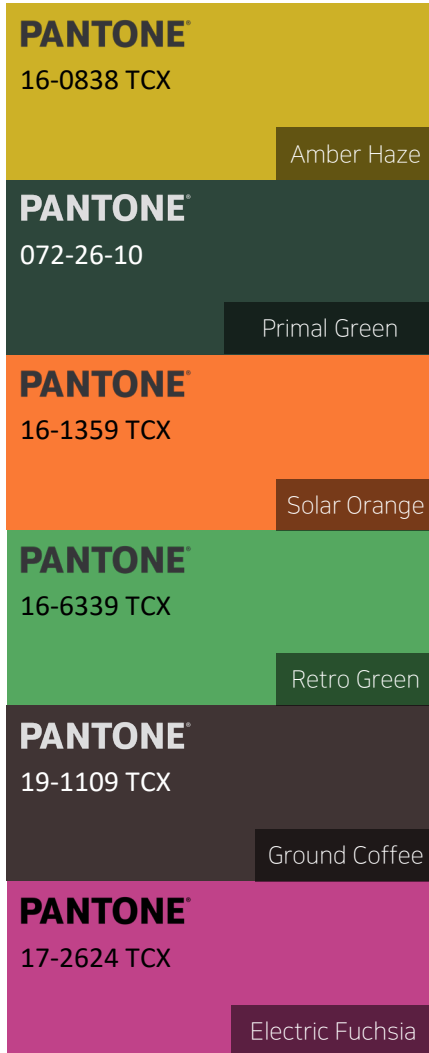 PANTONE®
16-0838 TCX
Amber Haze
PANTONE®
072-26-10
Primal Green
PANTONE®
16-1359 TCX
Solar Orange
PANTONE®
16-6339 TCX
Retro Green
PANTONE®
19-1109 TCX
Ground Coffee
PANTONE®
17-2624 TCX
Electric Fuchsia